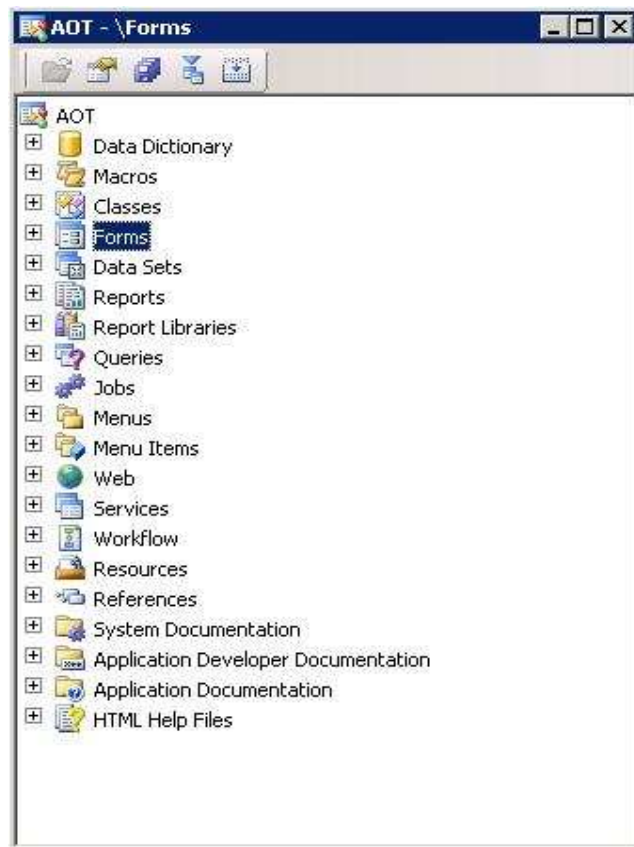 AOT - \Forms
AOT
Data Dictionary
Macros
Classes
Forms
Data Sets
Reports
Report Libraries
Queries
Jobs
Menus
Menu Items
Web
Services
Workflow
Resources
References
System Documentation
Application Developer Documentation
Application Documentation
HTML Help Files